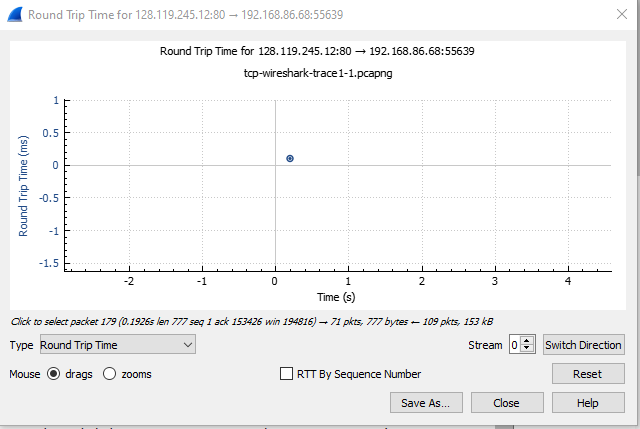 Round Trip Time for 128.119.245.12:80 → 192.168.86.68:55639
Round Trip Time for 128.119.245.12:80 → 192.168.86.68:55639
tcp-wireshark-trace1-1.pcapng
Round Trip Time (ms)
1
0.5
0
-0.5
-1
-1.5
-2 -1 0 1 2 3 4
Time (s)
Click to select packet 179 (0.1926s len 777 seq 1 ack 153426 win 194816) → 71 pkts, 777 bytes ← 109 pkts, 153 kB
Type Round Trip Time Stream 0 Switch Direction
Mouse drags zooms RTT By Sequence Number Reset
Save As... Close Help